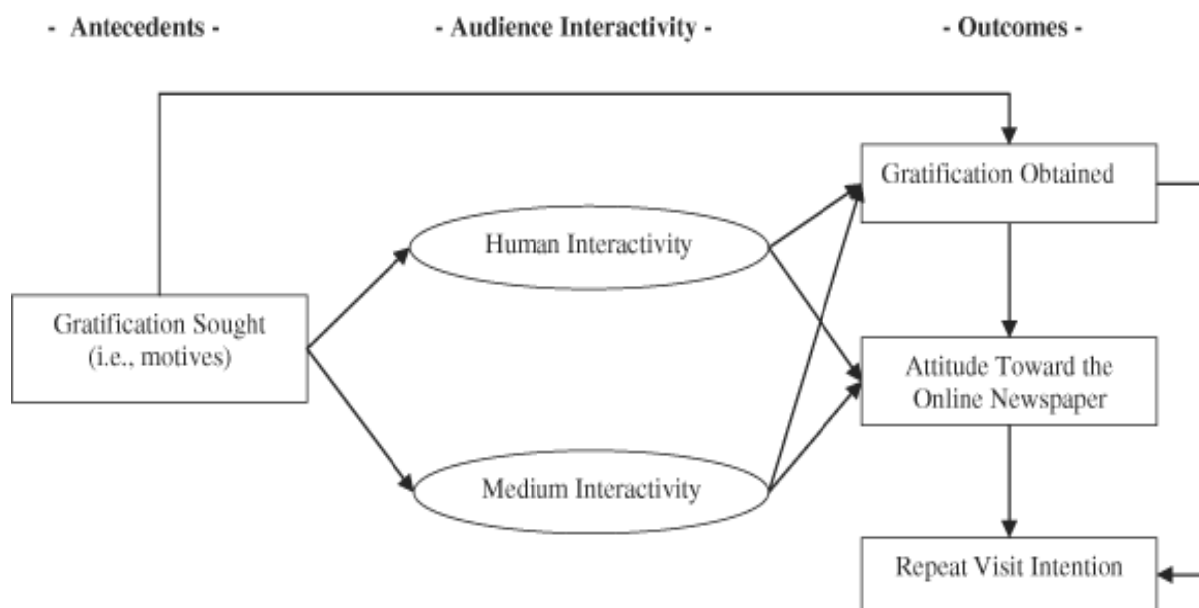 - Antecedents -
- Audience Interactivity -
- Outcomes -
Gratification Obtained
Human Interactivity
Gratification Sought
(i.e., motives)
Attitude Toward the
Online Newspaper
Medium Interactivity
Repeat Visit Intention